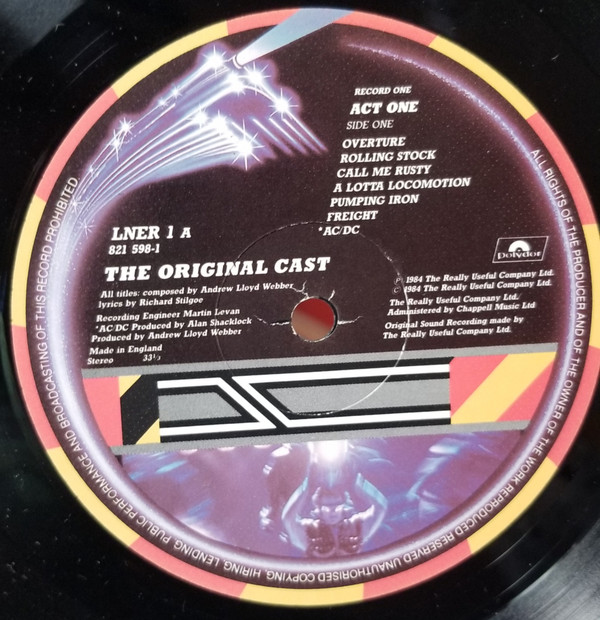 RECORD ONE
ACT ONE
SIDE ONE
OVERTURE
ROLLING STOCK
CALL ME RUSTY
A LOTTA LOCOMOTION
PUMPING IRON
FREIGHT
*AC/DC
LNER 1 A
821 598-1
THE ORIGINAL CAST
All titles: composed by Andrew Lloyd Webber
lyrics by Richard Stilgoe
Recording Engineer Martin Levan
*AC/DC Produced by Alan Shacklock
Produced by Andrew Lloyd Webber
Made in England
Stereo 33⅓
polydor
℗ 1984 The Really Useful Company Ltd.
© 1984 The Really Useful Company Ltd.
The Really Useful Company Ltd.
Administered by Chappell Music Ltd
Original Sound Recording made by
The Really Useful Company Ltd.
ALL RIGHTS OF THE PRODUCER AND OF THE OWNER OF THE WORK REPRODUCED RESERVED UNAUTHORISED COPYING, HIRING, LENDING, PUBLIC PERFORMANCE AND BROADCASTING OF THIS RECORD PROHIBITED